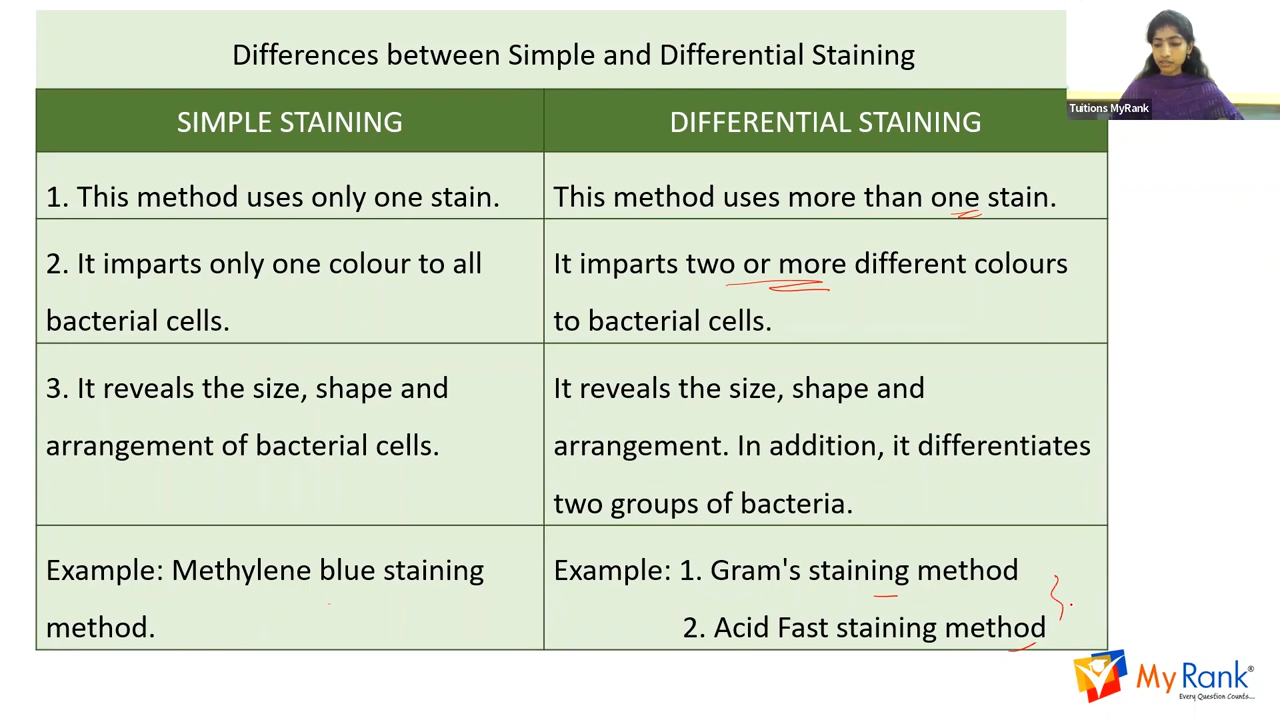 Differences between Simple and Differential Staining
Tuitions MyRank
SIMPLE STAINING
DIFFERENTIAL STAINING
1. This method uses only one stain.
This method uses more than one stain.
2. It imparts only one colour to all
bacterial cells.
It imparts two or more different colours
to bacterial cells.
3. It reveals the size, shape and
arrangement of bacterial cells.
It reveals the size, shape and
arrangement. In addition, it differentiates
two groups of bacteria.
Example: Methylene blue staining
method.
Example: 1. Gram's staining method
2. Acid Fast staining method
My Rank®
Every Question Counts...